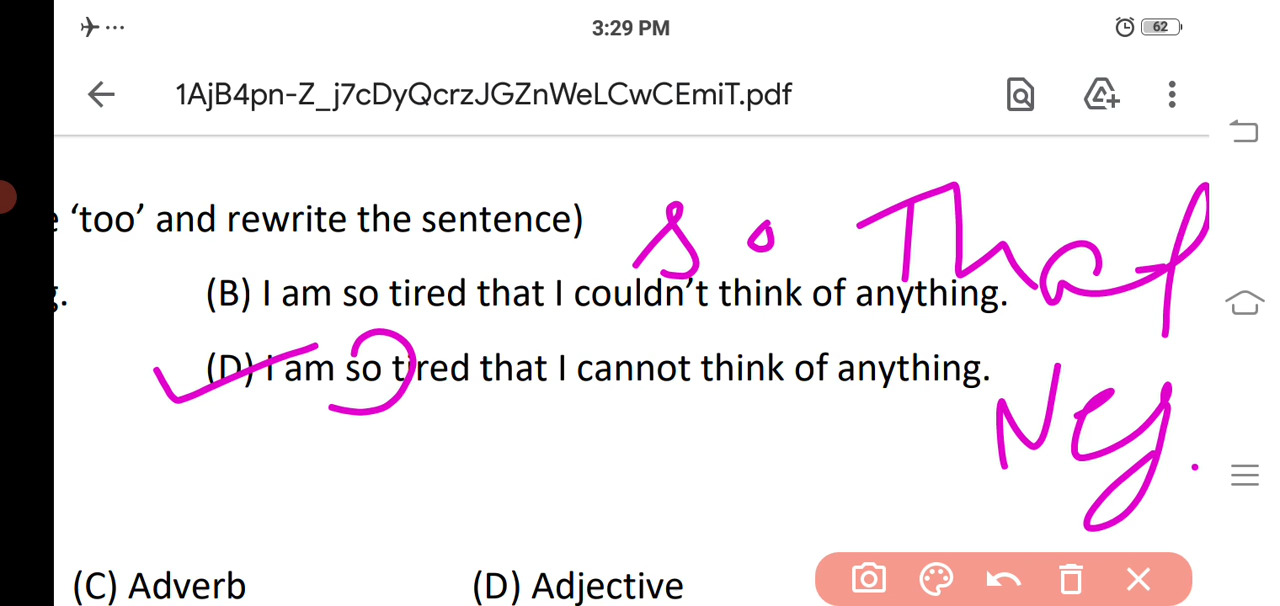 3:29 PM
62
1AjB4pn-Z_j7cDyQcrzJGZnWeLCwCEmiT.pdf
‘too’ and rewrite the sentence)
so That
(B) I am so tired that I couldn’t think of anything.
(D) I am so tired that I cannot think of anything.
Neg.
(C) Adverb
(D) Adjective